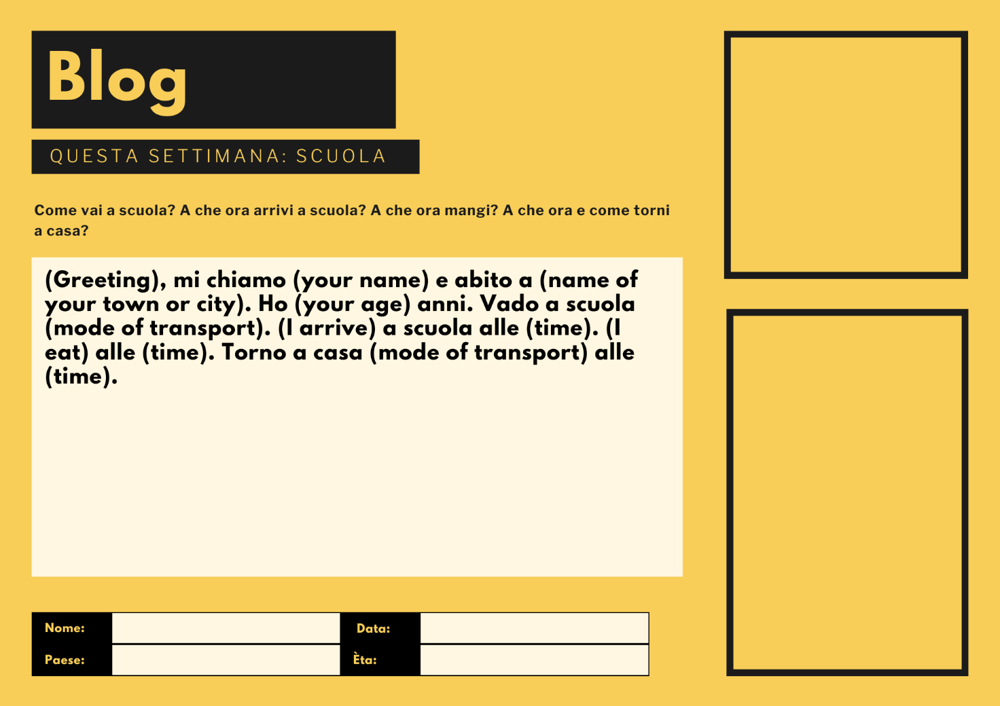 Blog
QUESTA SETTIMANA: SCUOLA
Come vai a scuola? A che ora arrivi a scuola? A che ora mangi? A che ora e come torni
a casa?
(Greeting), mi chiamo (your name) e abito a (name of
your town or city). Ho (your age) anni. Vado a scuola
(mode of transport). (I arrive) a scuola alle (time). (I
eat) alle (time). Torno a casa (mode of transport) alle
(time).
Nome:
Data:
Paese:
Èta: